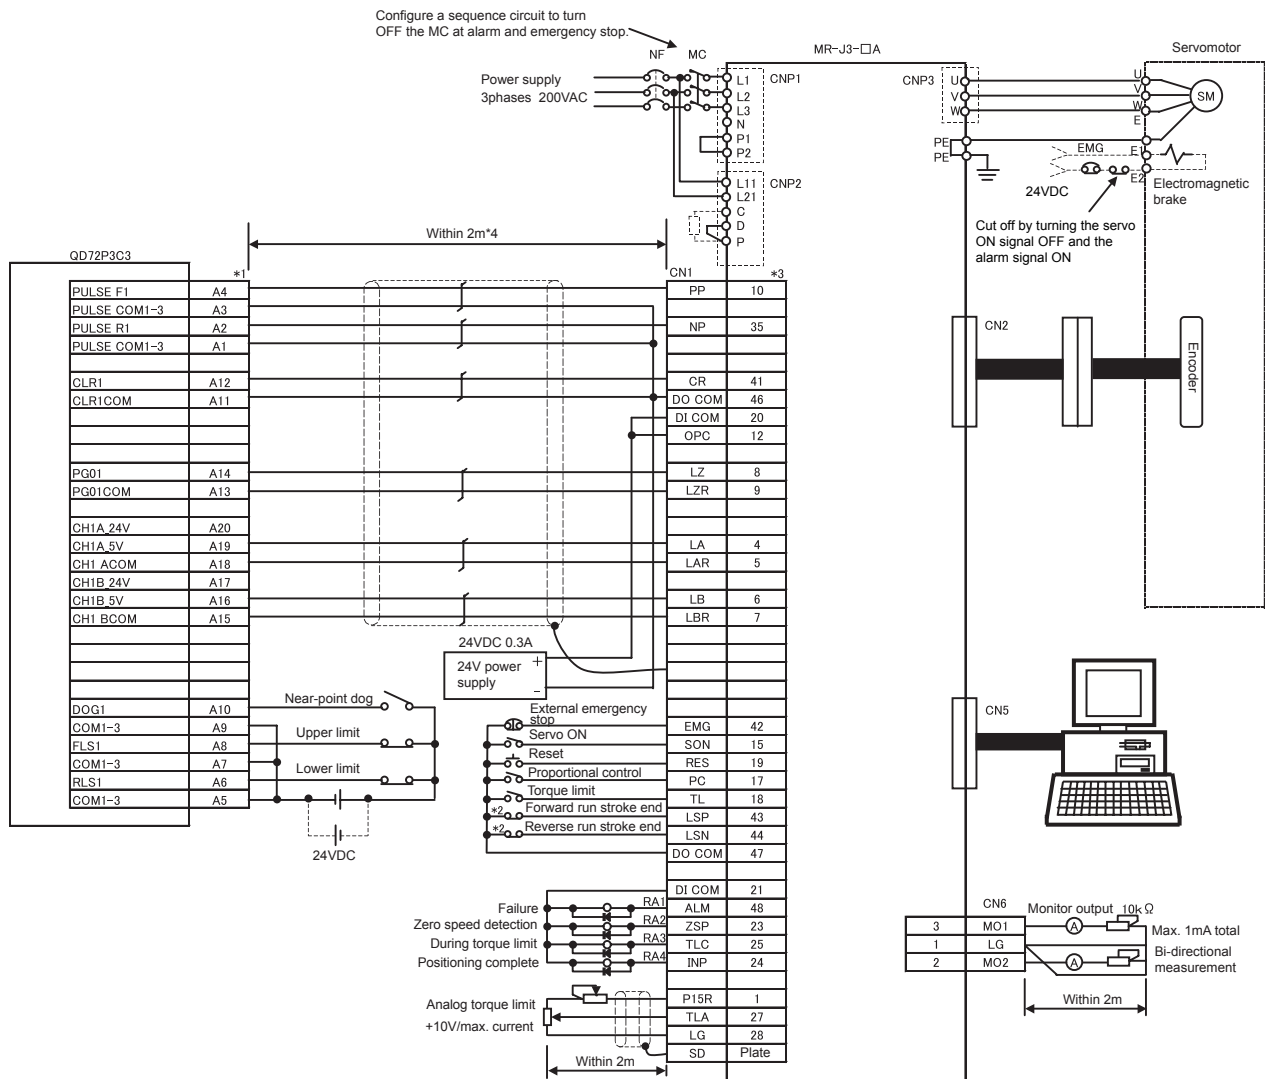 Configure a sequence circuit to turn
OFF the MC at alarm and emergency stop.
NF MC
MR-J3-□A
Servomotor
Power supply
3phases 200VAC
L1 CNP1
L2
L3
N
P1
P2
L11 CNP2
L21
C
D
P
CNP3 U
V
W
U
V
W
E
SM
PE
PE
EMG
E1
E2
24VDC
Electromagnetic
brake
Cut off by turning the servo
ON signal OFF and the
alarm signal ON
Within 2m*4
QD72P3C3
*1
CN1
*3
PULSE F1 A4
PULSE COM1-3 A3
PULSE R1 A2
PULSE COM1-3 A1
CLR1 A12
CLR1COM A11
PG01 A14
PG01COM A13
CH1A_24V A20
CH1A_5V A19
CH1 ACOM A18
CH1B_24V A17
CH1B_5V A16
CH1 BCOM A15
DOG1 A10
COM1-3 A9
FLS1 A8
COM1-3 A7
RLS1 A6
COM1-3 A5
Near-point dog
Upper limit
Lower limit
24VDC
24VDC 0.3A
24V power
supply
+
-
PP 10
NP 35
CR 41
DO COM 46
DI COM 20
OPC 12
LZ 8
LZR 9
LA 4
LAR 5
LB 6
LBR 7
External emergency
stop
EMG 42
Servo ON
SON 15
Reset
RES 19
Proportional control
PC 17
Torque limit
TL 18
*2 Forward run stroke end
LSP 43
*2 Reverse run stroke end
LSN 44
DO COM 47
DI COM 21
Failure RA1 ALM 48
Zero speed detection RA2 ZSP 23
During torque limit RA3 TLC 25
Positioning complete RA4 INP 24
Analog torque limit
+10V/max. current
P15R 1
TLA 27
LG 28
SD Plate
Within 2m
CN2
Encoder
CN5
CN6
3 MO1
1 LG
2 MO2
Monitor output 10kΩ
A
A
Max. 1mA total
Bi-directional
measurement
Within 2m